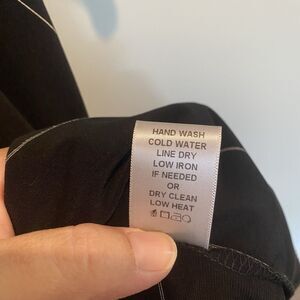 HAND WASH
COLD WATER
LINE DRY
LOW IRON
IF NEEDED
OR
DRY CLEAN
LOW HEAT